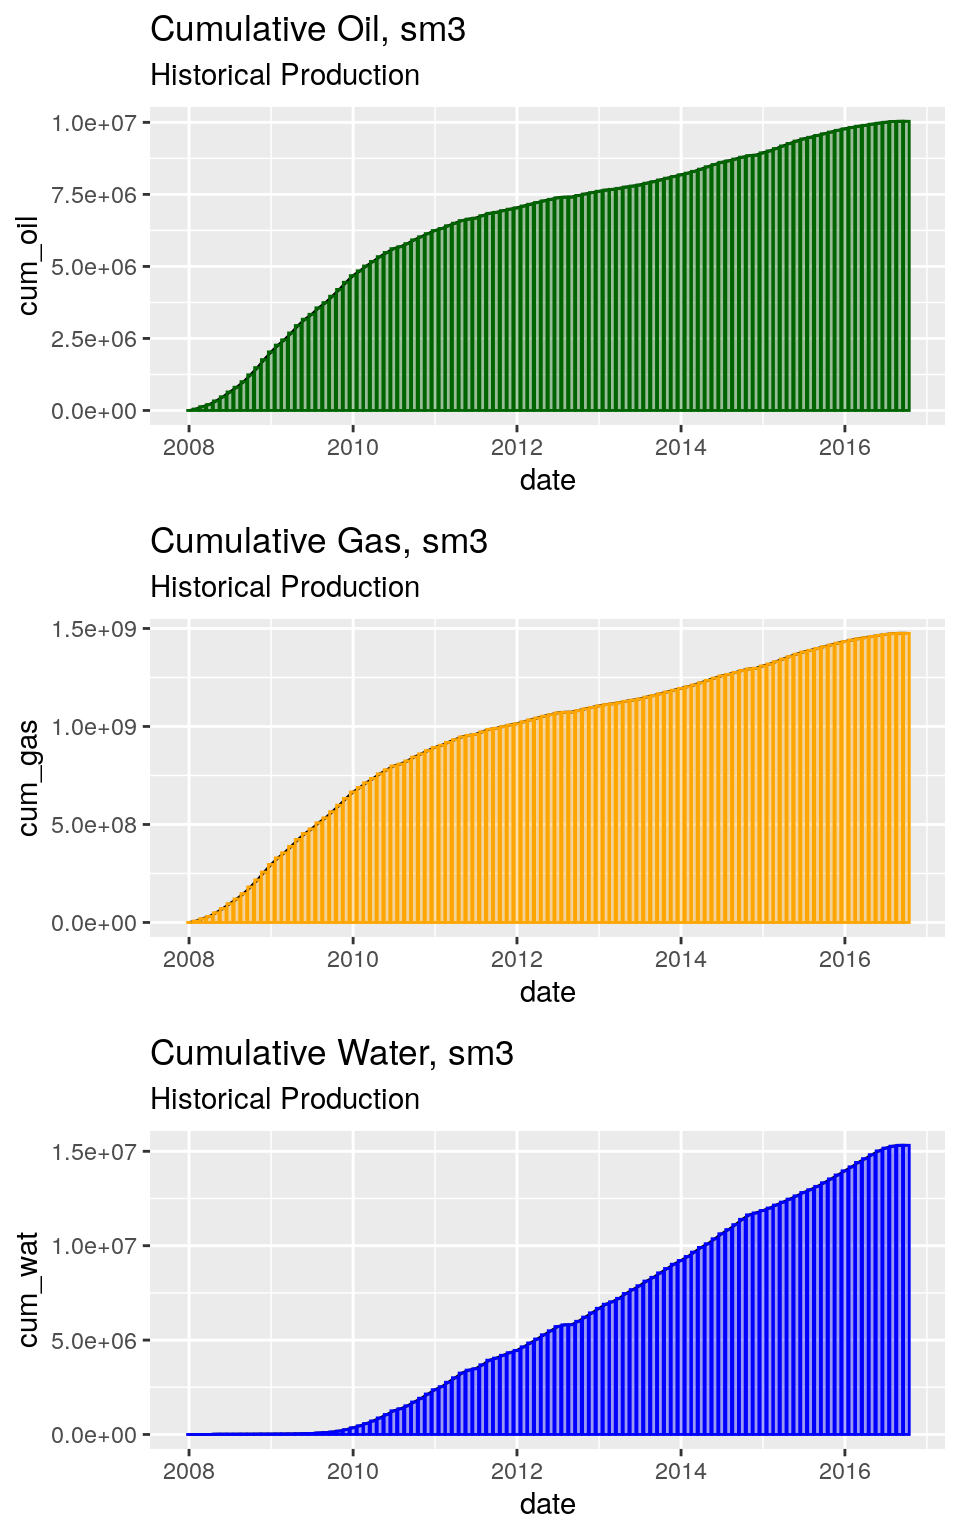 Cumulative Oil, sm3
Historical Production
1.0e+07
7.5e+06
5.0e+06
2.5e+06
0.0e+00
cum_oil
2008 2010 2012 2014 2016
date
Cumulative Gas, sm3
Historical Production
1.5e+09
1.0e+09
5.0e+08
0.0e+00
cum_gas
2008 2010 2012 2014 2016
date
Cumulative Water, sm3
Historical Production
1.5e+07
1.0e+07
5.0e+06
0.0e+00
cum_wat
2008 2010 2012 2014 2016
date